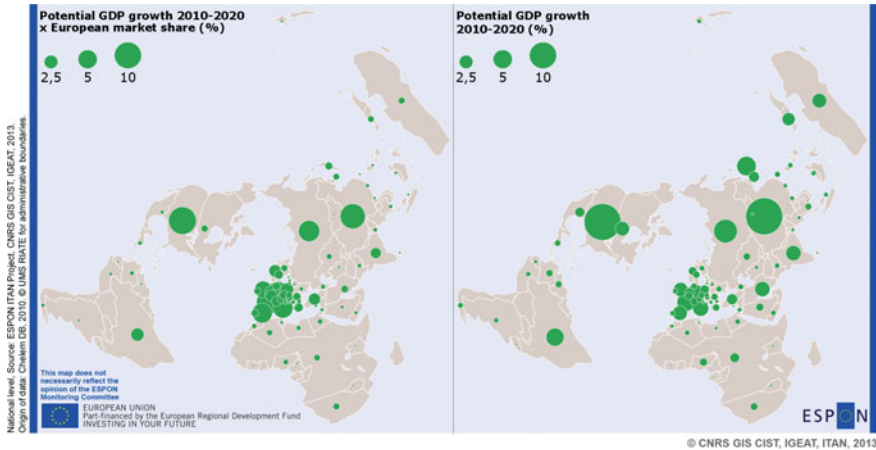 Potential GDP growth 2010-2020
x European market share (%)
2,5 5 10
Potential GDP growth
2010-2020 (%)
2,5 5 10
National level. Source: ESPON ITAN Project, CNRS GIS CIST, IGEAT, 2013.
Origin of data: Chelem DB, 2010. © UMS RIATE for administrative boundaries.
This map does not
necessarily reflect the
opinion of the ESPON
Monitoring Committee
EUROPEAN UNION
Part-financed by the European Regional Development Fund
INVESTING IN YOUR FUTURE
ESPON
© CNRS GIS CIST, IGEAT, ITAN, 2013